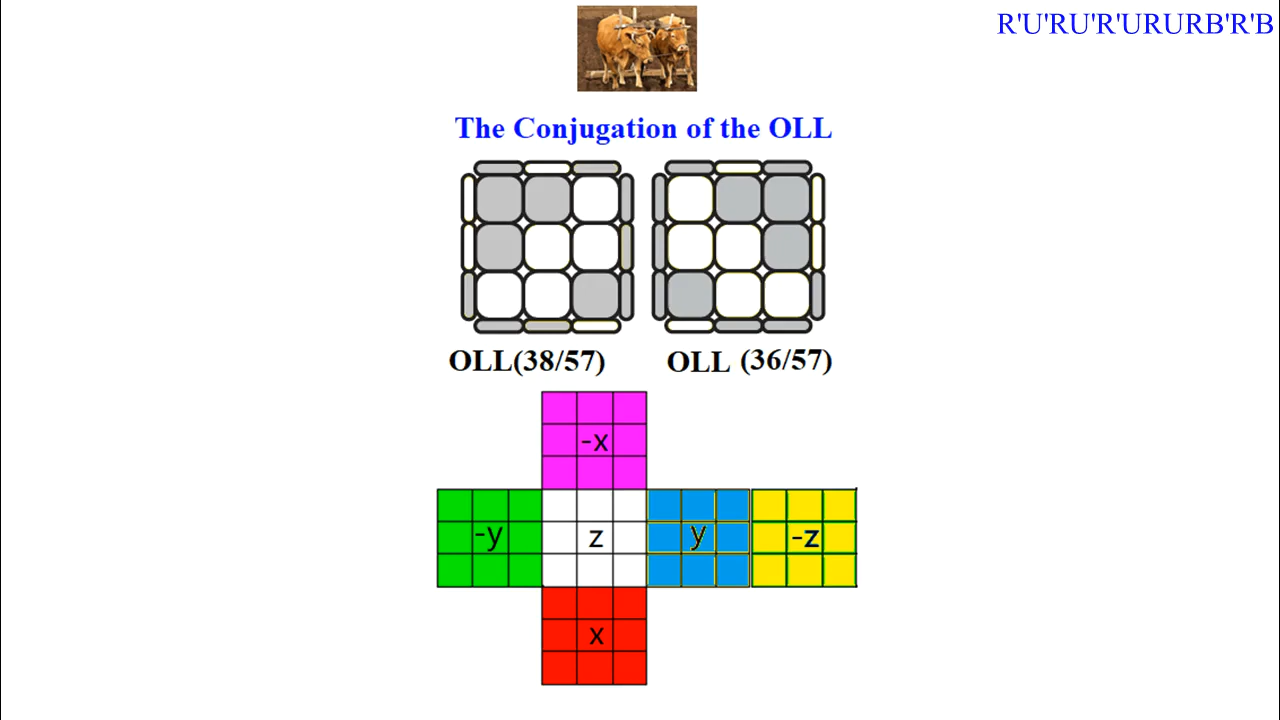 R'U'RU'R'URURB'R'B
The Conjugation of the OLL
OLL(38/57) OLL (36/57)
-x
-y z y -z
x